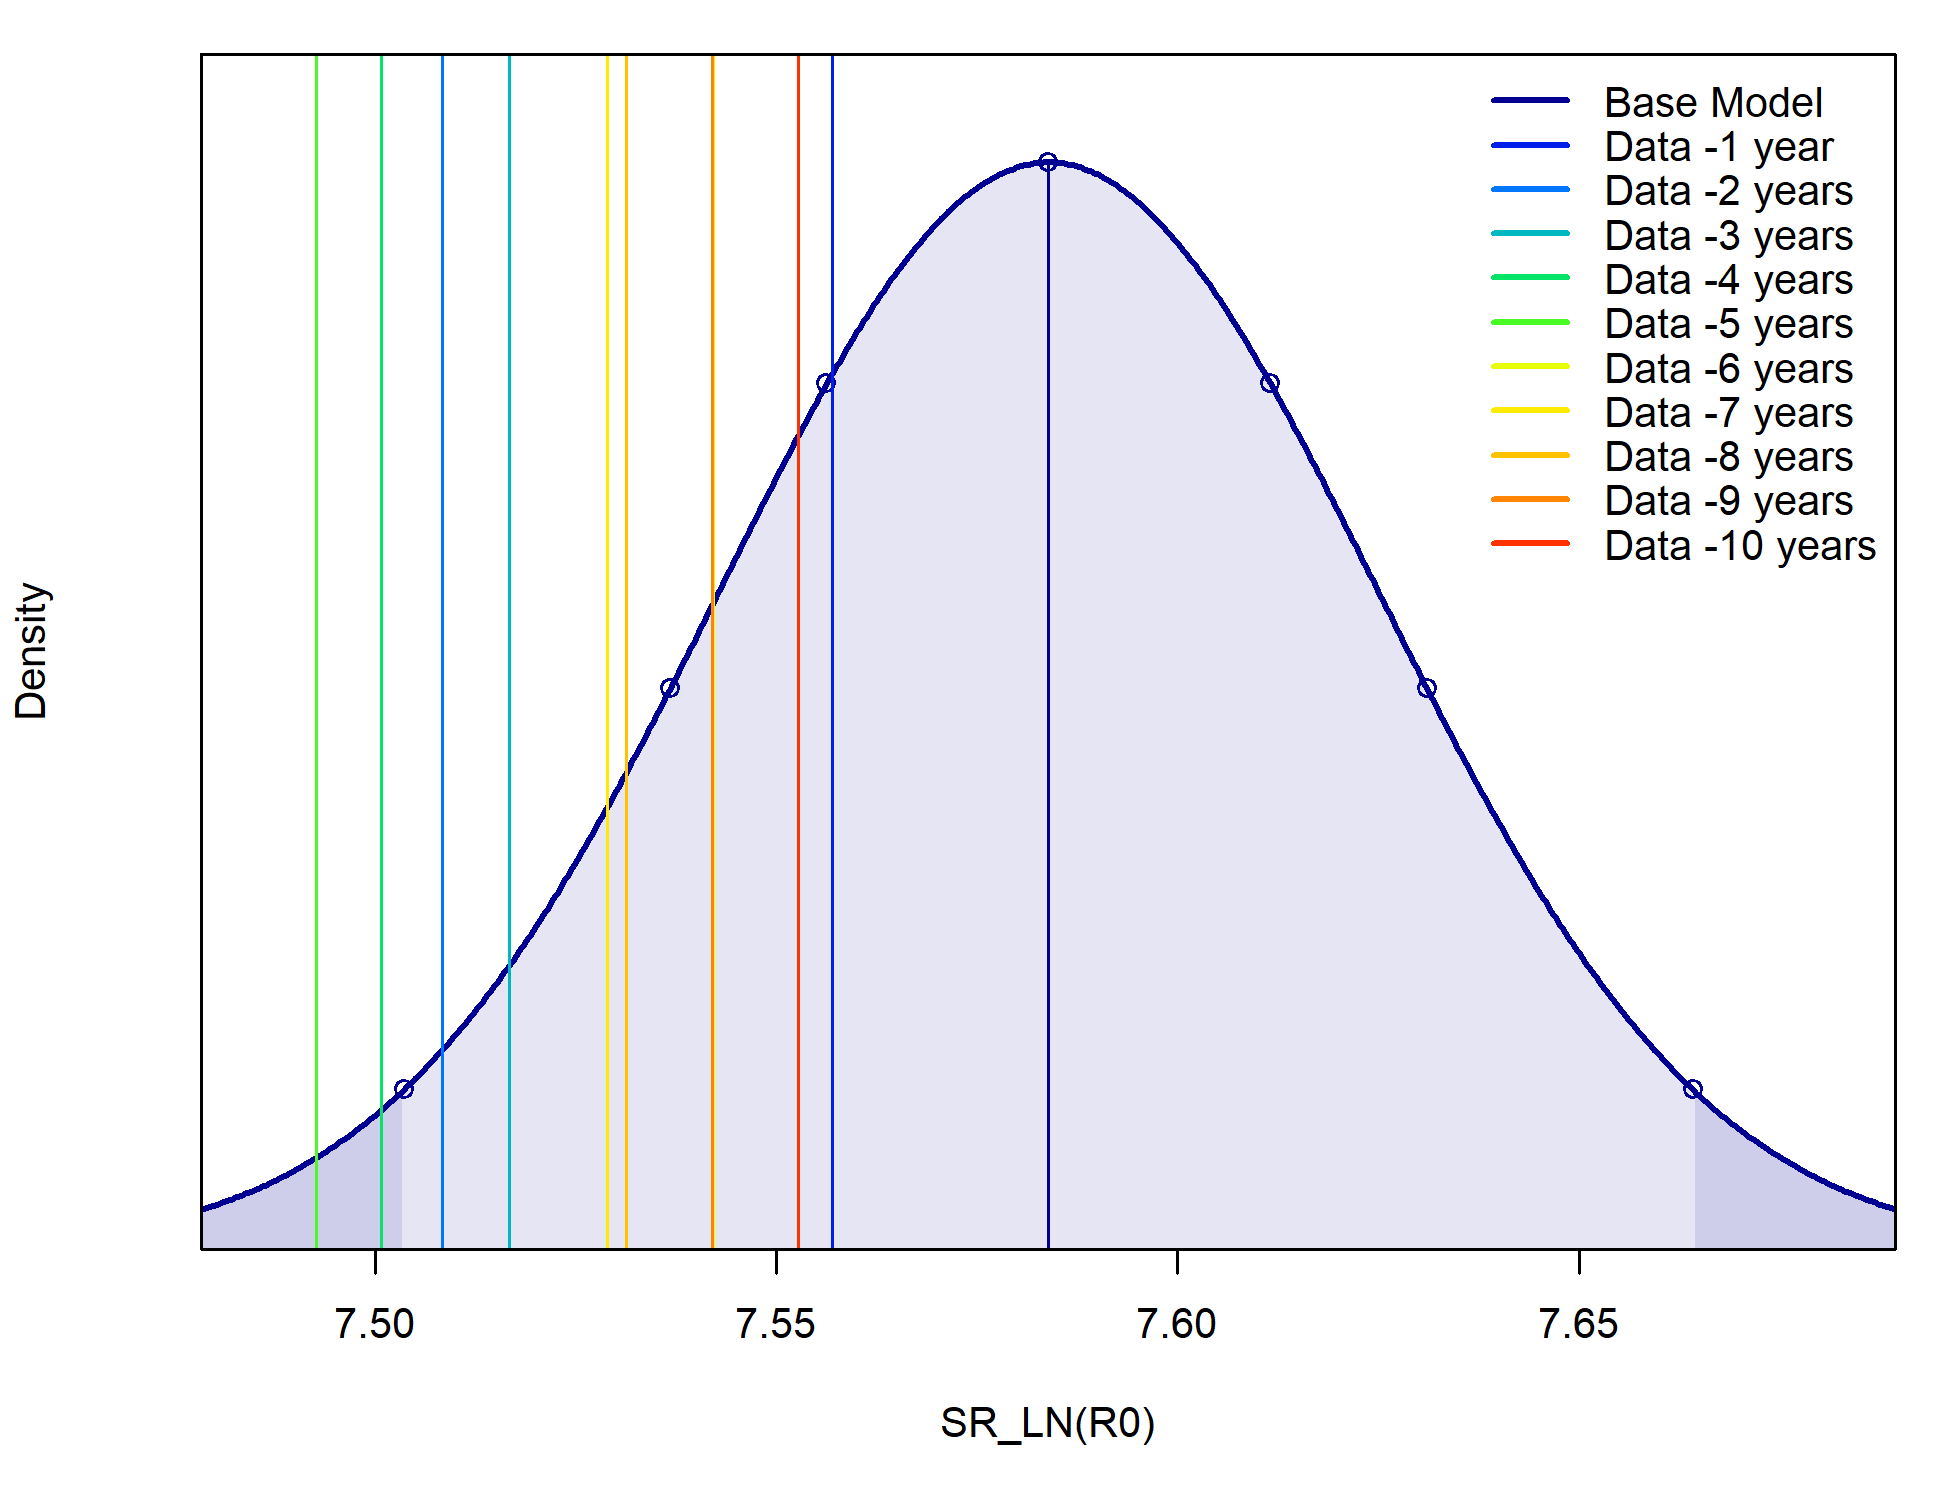 Base Model
Data -1 year
Data -2 years
Data -3 years
Data -4 years
Data -5 years
Data -6 years
Data -7 years
Data -8 years
Data -9 years
Data -10 years
Density
7.50 7.55 7.60 7.65
SR_LN(R0)